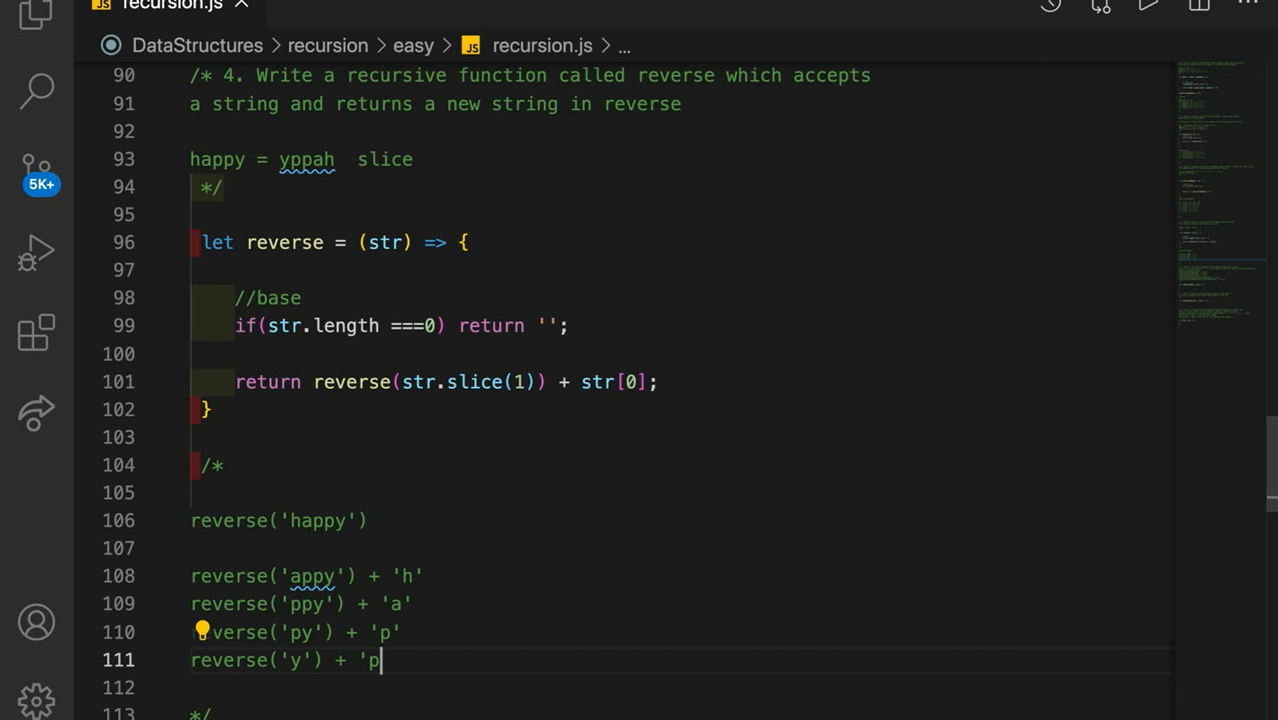 JS recursion.js ×
DataStructures > recursion > easy > JS recursion.js > ...
90 /* 4. Write a recursive function called reverse which accepts
91 a string and returns a new string in reverse
92
93 happy = yppah  slice
94 */
95
96 let reverse = (str) => {
97
98 //base
99 if(str.length ===0) return '';
100
101 return reverse(str.slice(1)) + str[0];
102 }
103
104 /*
105
106 reverse('happy')
107
108 reverse('appy') + 'h'
109 reverse('ppy') + 'a'
110 reverse('py') + 'p'
111 reverse('y') + 'p
112
113 */
5K+